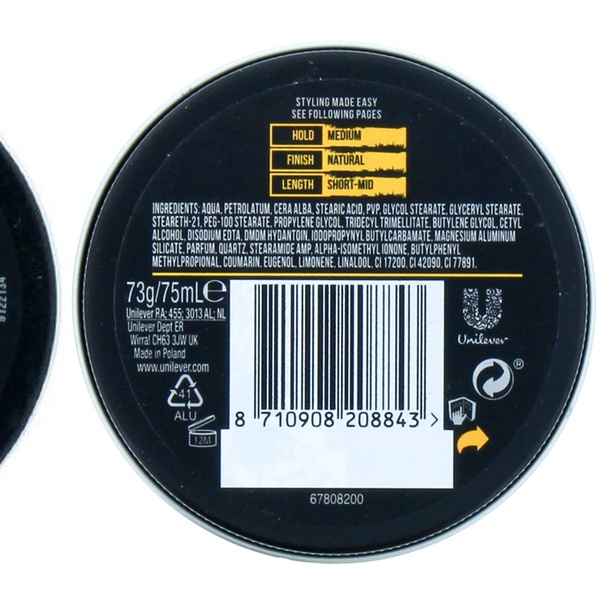 STYLING MADE EASY
SEE FOLLOWING PAGES
HOLD MEDIUM
FINISH NATURAL
LENGTH SHORT-MID
INGREDIENTS: AQUA, PETROLATUM, CERA ALBA, STEARIC ACID, PVP, GLYCOL STEARATE, GLYCERYL STEARATE,
STEARETH-21, PEG-100 STEARATE, PROPYLENE GLYCOL, TRIDECYL TRIMELLITATE, BUTYLENE GLYCOL, CETYL
ALCOHOL, DISODIUM EDTA, DMDM HYDANTOIN, IODOPROPYNYL BUTYLCARBAMATE, MAGNESIUM ALUMINUM
SILICATE, PARFUM, QUARTZ, STEARAMIDE AMP, ALPHA-ISOMETHYL IONONE, BUTYLPHENYL
METHYLPROPIONAL, COUMARIN, EUGENOL, LIMONENE, LINALOOL, CI 17200, CI 42090, CI 77891.
73g/75mL℮
Unilever RA; 455; 3013 AL; NL
Unilever Dept ER
Wirral CH63 3JW UK
Made in Poland
www.unilever.com
Unilever
®
41
ALU
12M
8 710908 208843 >
67808200